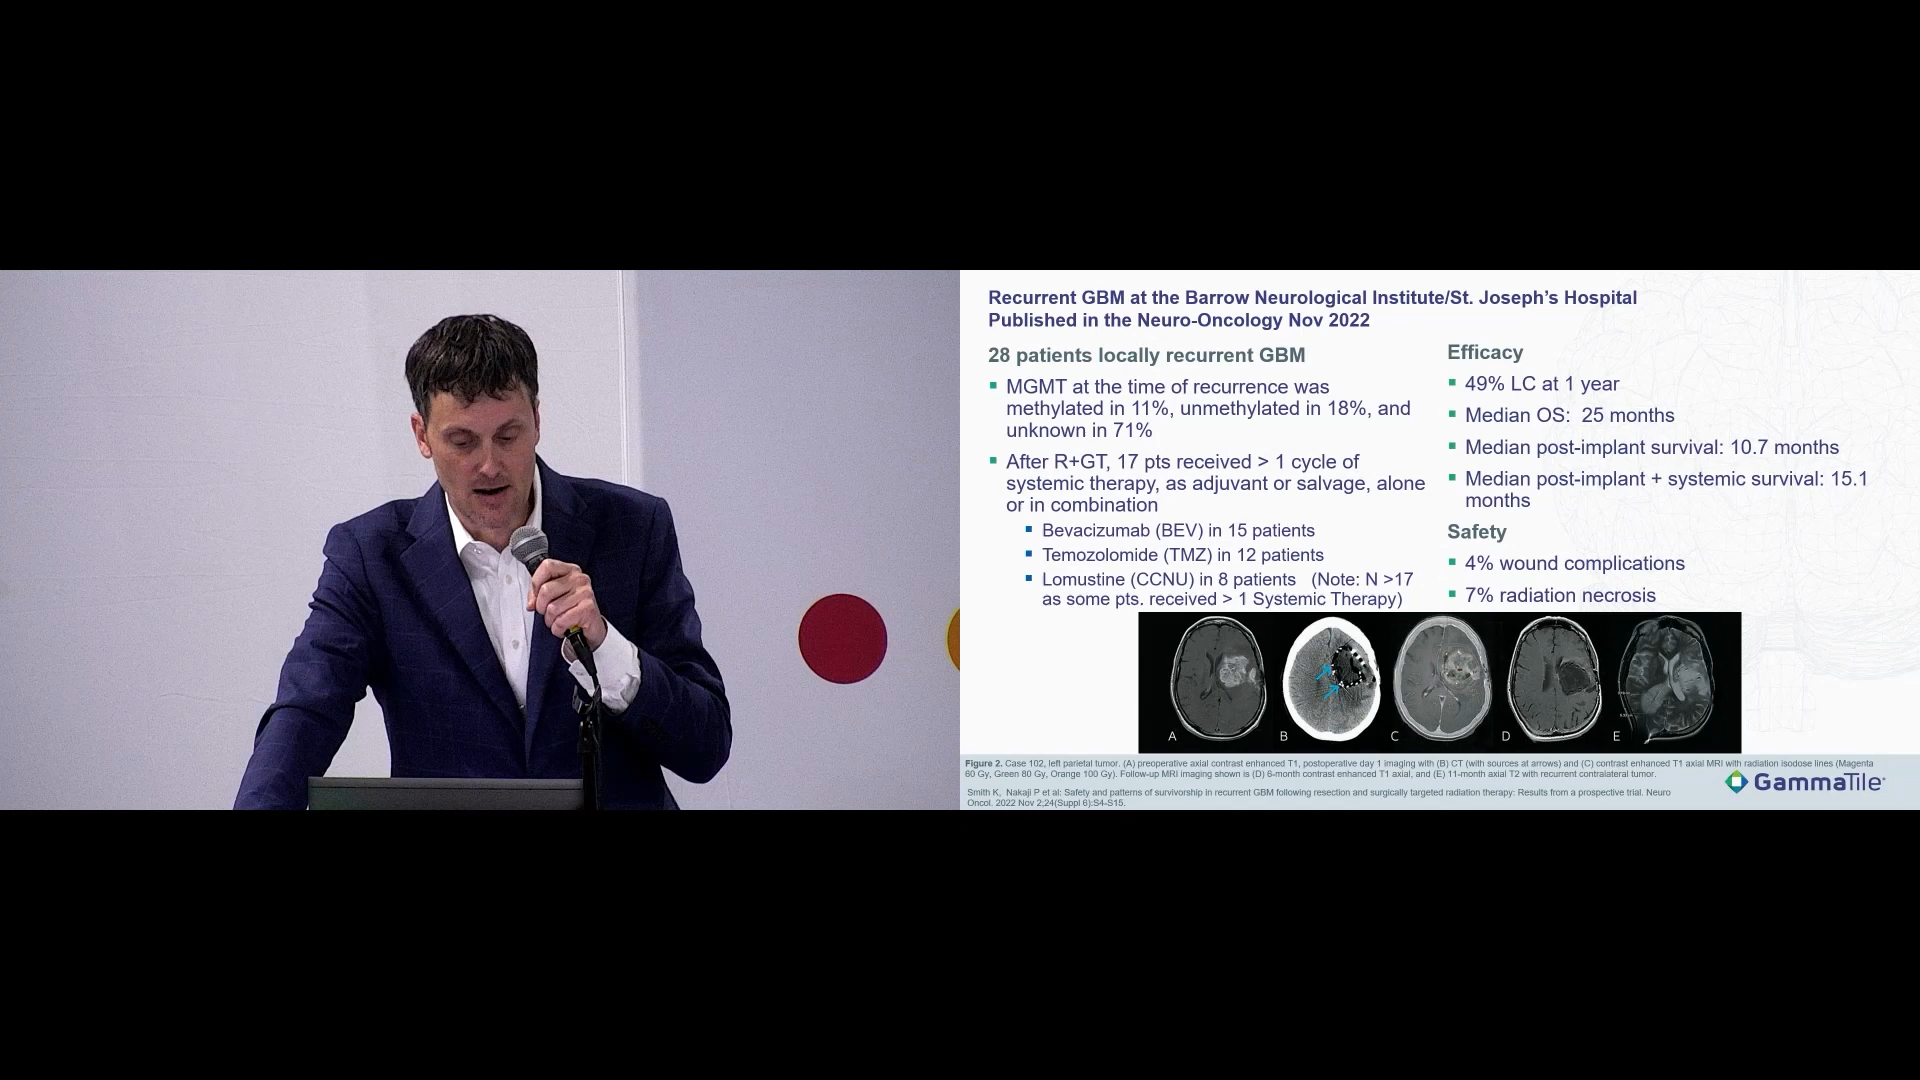 Recurrent GBM at the Barrow Neurological Institute/St. Joseph's Hospital
Published in the Neuro-Oncology Nov 2022
28 patients locally recurrent GBM
▪ MGMT at the time of recurrence was
methylated in 11%, unmethylated in 18%, and
unknown in 71%
▪ After R+GT, 17 pts received > 1 cycle of
systemic therapy, as adjuvant or salvage, alone
or in combination
▪ Bevacizumab (BEV) in 15 patients
▪ Temozolomide (TMZ) in 12 patients
▪ Lomustine (CCNU) in 8 patients (Note: N >17
as some pts. received > 1 Systemic Therapy)
Efficacy
▪ 49% LC at 1 year
▪ Median OS: 25 months
▪ Median post-implant survival: 10.7 months
▪ Median post-implant + systemic survival: 15.1
months
Safety
▪ 4% wound complications
▪ 7% radiation necrosis
A B C D E
Figure 2. Case 102, left parietal tumor. (A) preoperative axial contrast enhanced T1, postoperative day 1 imaging with (B) CT (with sources at arrows) and (C) contrast enhanced T1 axial MRI with radiation isodose lines (Magenta
60 Gy, Green 80 Gy, Orange 100 Gy). Follow-up MRI imaging shown is (D) 6-month contrast enhanced T1 axial, and (E) 11-month axial T2 with recurrent contralateral tumor.
Smith K, Nakaji P et al: Safety and patterns of survivorship in recurrent GBM following resection and surgically targeted radiation therapy: Results from a prospective trial. Neuro
Oncol. 2022 Nov 2;24(Suppl 6):S4-S15.
GammaTile